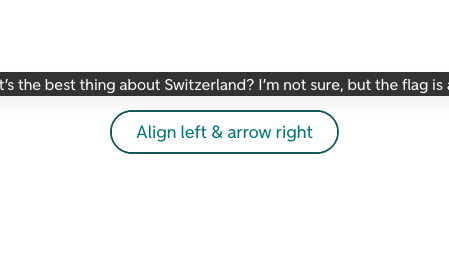 t's the best thing about Switzerland? I'm not sure, but the flag is
Align left & arrow right